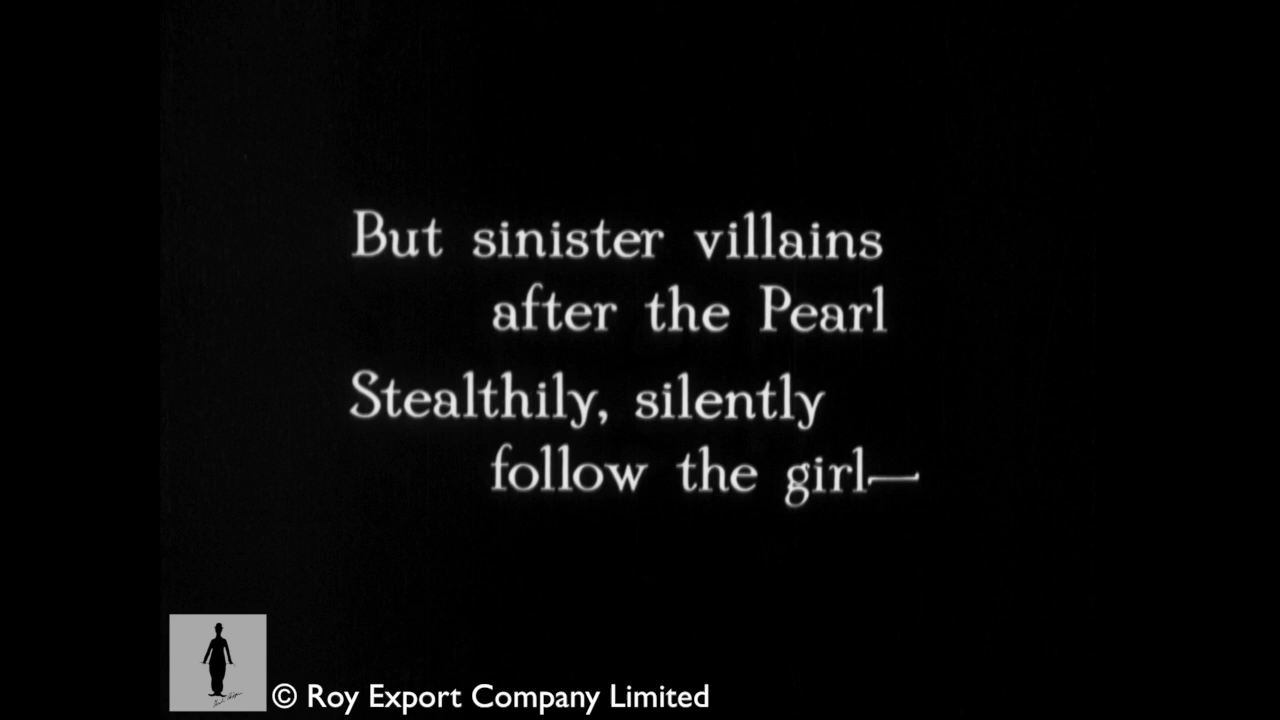 But sinister villains
after the Pearl
Stealthily, silently
follow the girl—
© Roy Export Company Limited